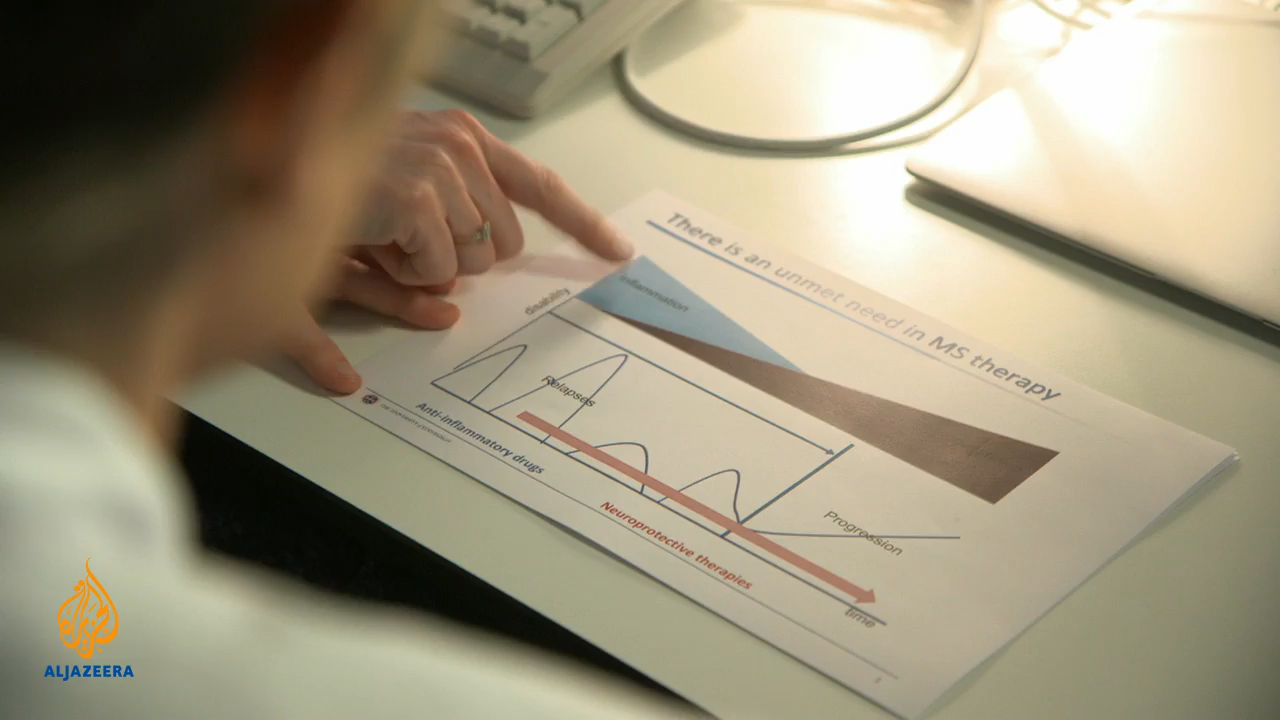 There is an unmet need in MS therapy
Inflammation
disability
Relapses
Anti-inflammatory drugs
Neuroprotective therapies
Progression
time
ALJAZEERA